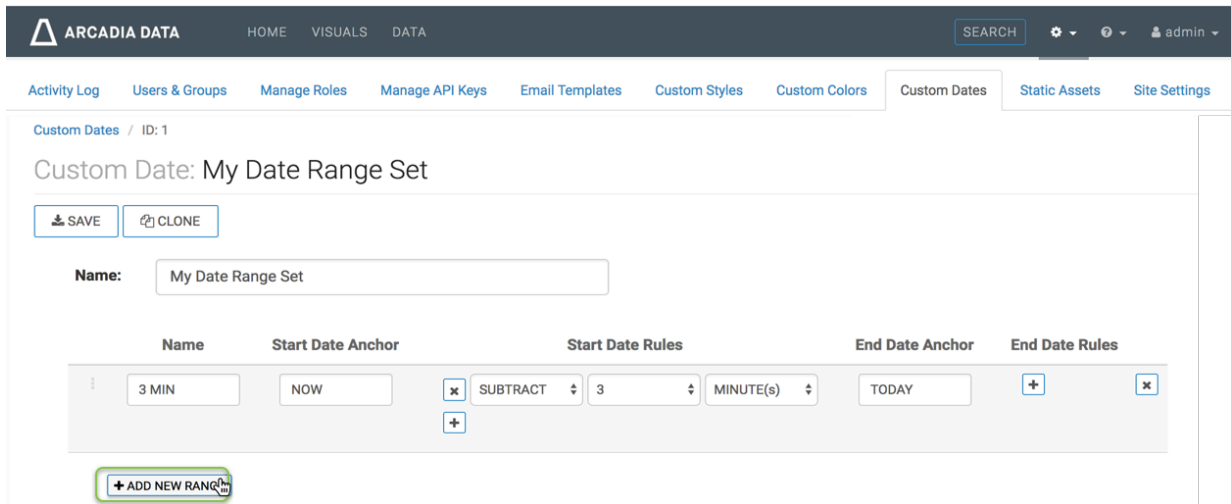 ARCADIA DATA HOME VISUALS DATA SEARCH admin
Activity Log Users & Groups Manage Roles Manage API Keys Email Templates Custom Styles Custom Colors Custom Dates Static Assets Site Settings
Custom Dates / ID: 1
Custom Date: My Date Range Set
SAVE CLONE
Name: My Date Range Set
Name Start Date Anchor Start Date Rules End Date Anchor End Date Rules
3 MIN NOW SUBTRACT 3 MINUTE(s) TODAY
+ ADD NEW RANG